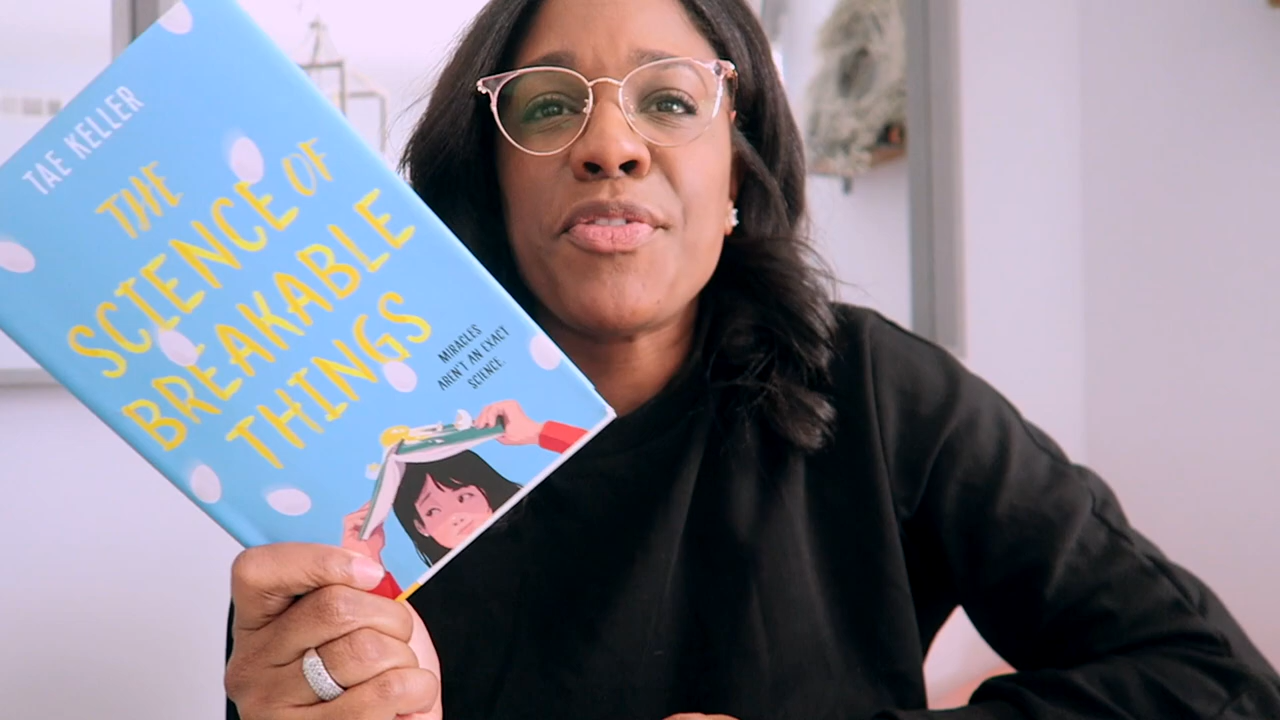 TAE KELLER
THE
SCIENCE OF
BREAKABLE
THINGS
MIRACLES
AREN'T AN EXACT
SCIENCE.